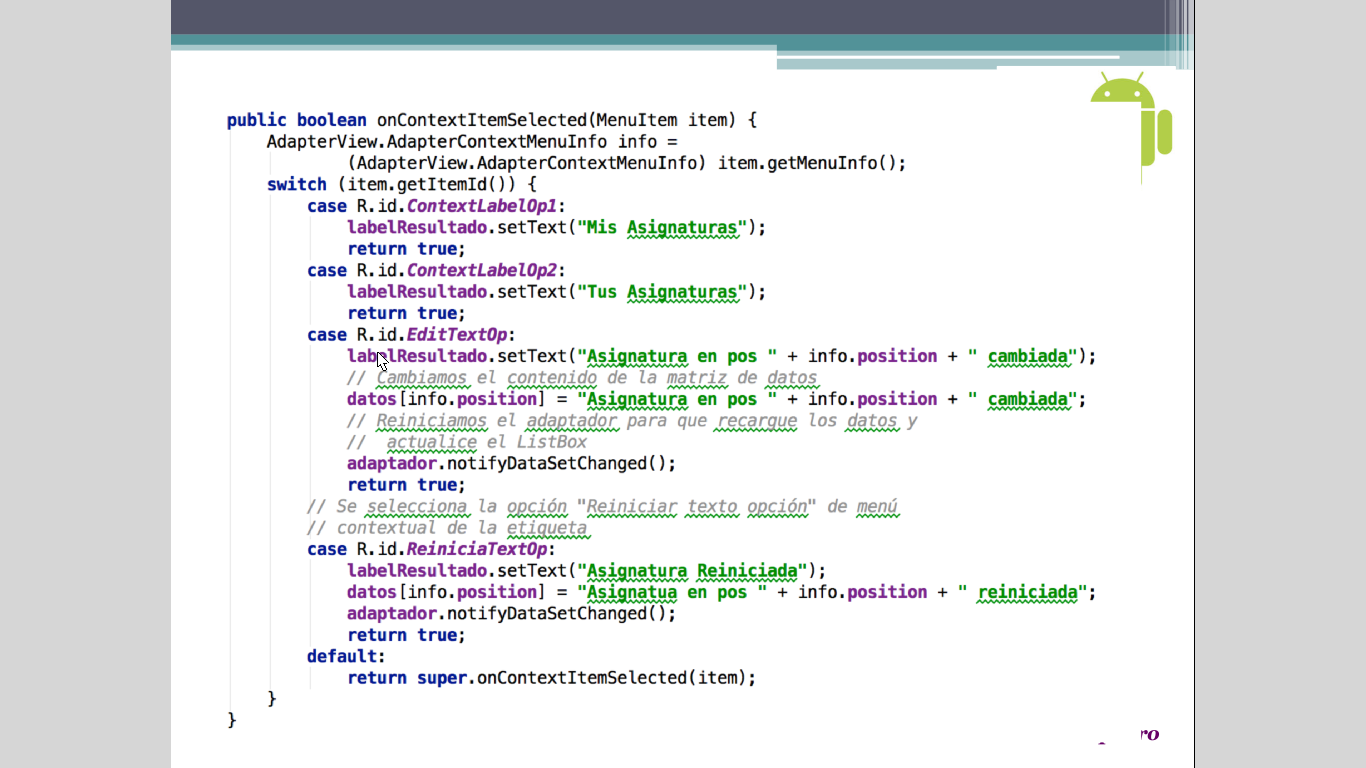 public boolean onContextItemSelected(MenuItem item) {
AdapterView.AdapterContextMenuInfo info =
(AdapterView.AdapterContextMenuInfo) item.getMenuInfo();
switch (item.getItemId()) {
case R.id.ContextLabelOp1:
labelResultado.setText("Mis Asignaturas");
return true;
case R.id.ContextLabelOp2:
labelResultado.setText("Tus Asignaturas");
return true;
case R.id.EditTextOp:
labelResultado.setText("Asignatura en pos " + info.position + " cambiada");
// Cambiamos el contenido de la matriz de datos
datos[info.position] = "Asignatura en pos " + info.position + " cambiada";
// Reiniciamos el adaptador para que recargue los datos y
// actualice el ListBox
adaptador.notifyDataSetChanged();
return true;
// Se selecciona la opción "Reiniciar texto opción" de menú
// contextual de la etiqueta
case R.id.ReiniciaTextOp:
labelResultado.setText("Asignatura Reiniciada");
datos[info.position] = "Asignatua en pos " + info.position + " reiniciada";
adaptador.notifyDataSetChanged();
return true;
default:
return super.onContextItemSelected(item);
}
}